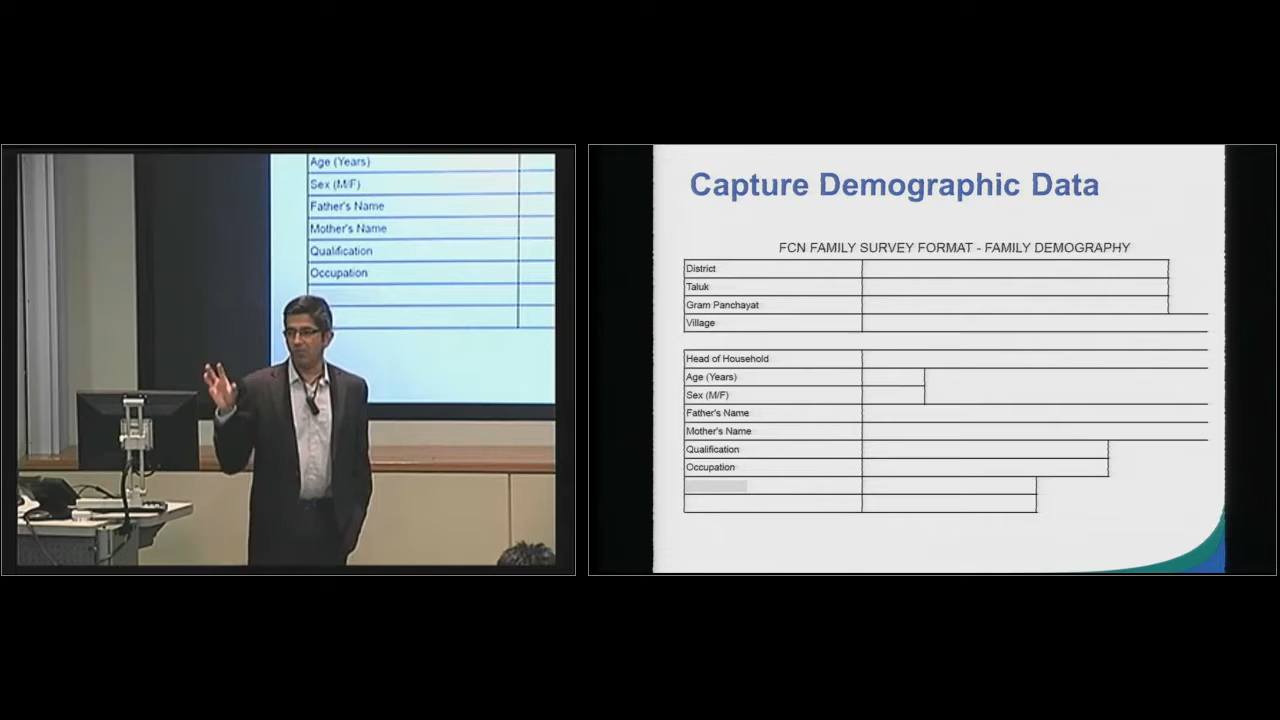 Age (Years)
Sex (M/F)
Father's Name
Mother's Name
Qualification
Occupation
Capture Demographic Data
FCN FAMILY SURVEY FORMAT - FAMILY DEMOGRAPHY
District
Taluk
Gram Panchayat
Village
Head of Household
Age (Years)
Sex (M/F)
Father's Name
Mother's Name
Qualification
Occupation